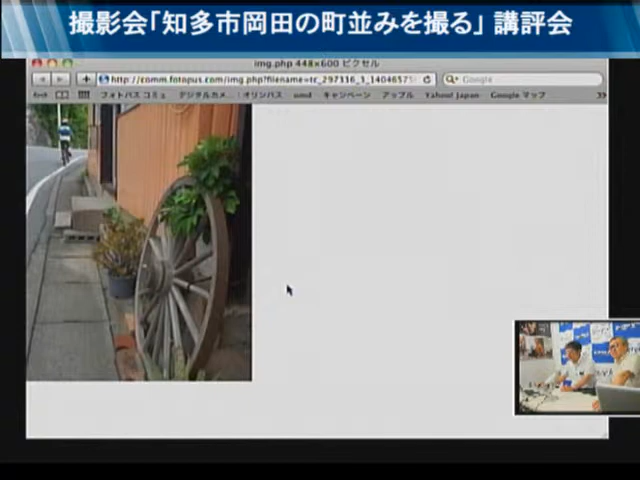 撮影会「知多市岡田の町並みを撮る」 講評会
img.php 448×600 ピクセル
http://comm.fotopus.com/img.php?filename=tc_297316_1_1404657
Google
フォトパス コミュ デジタルカメ...: オリンパス omd キャンペーン アップル Yahoo! Japan Google マップ